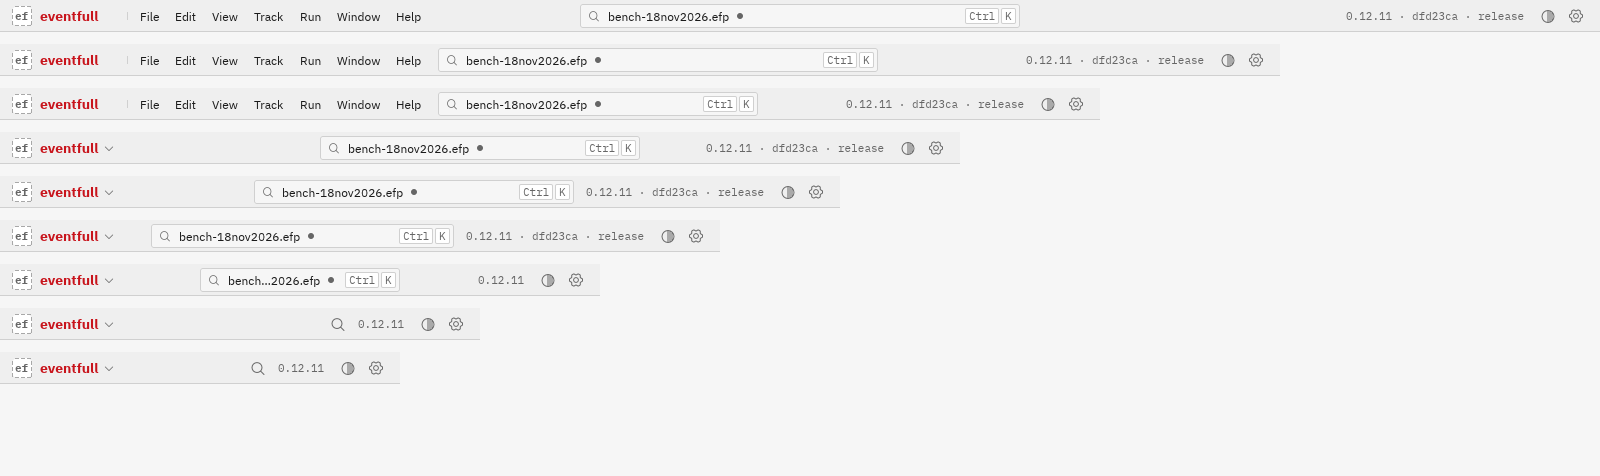 ef eventfull File Edit View Track Run Window Help bench-18nov2026.efp Ctrl K 0.12.11 · dfd23ca · release
ef eventfull File Edit View Track Run Window Help bench-18nov2026.efp Ctrl K 0.12.11 · dfd23ca · release
ef eventfull File Edit View Track Run Window Help bench-18nov2026.efp Ctrl K 0.12.11 · dfd23ca · release
ef eventfull bench-18nov2026.efp Ctrl K 0.12.11 · dfd23ca · release
ef eventfull bench-18nov2026.efp Ctrl K 0.12.11 · dfd23ca · release
ef eventfull bench-18nov2026.efp Ctrl K 0.12.11 · dfd23ca · release
ef eventfull bench...2026.efp Ctrl K 0.12.11
ef eventfull 0.12.11
ef eventfull 0.12.11